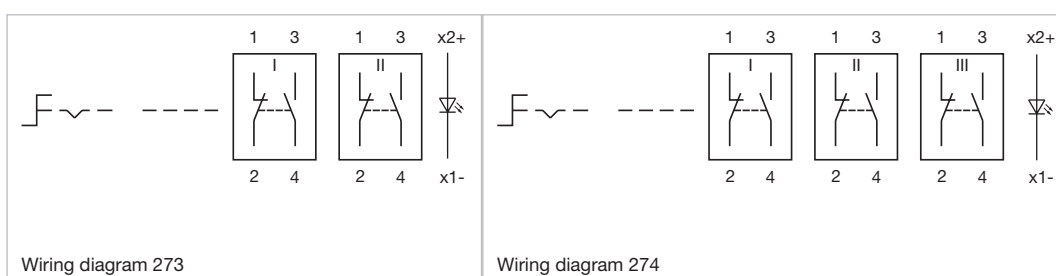 1 3 1 3 x2+
I II
2 4 2 4 x1-
Wiring diagram 273
1 3 1 3 1 3 x2+
I II III
2 4 2 4 2 4 x1-
Wiring diagram 274